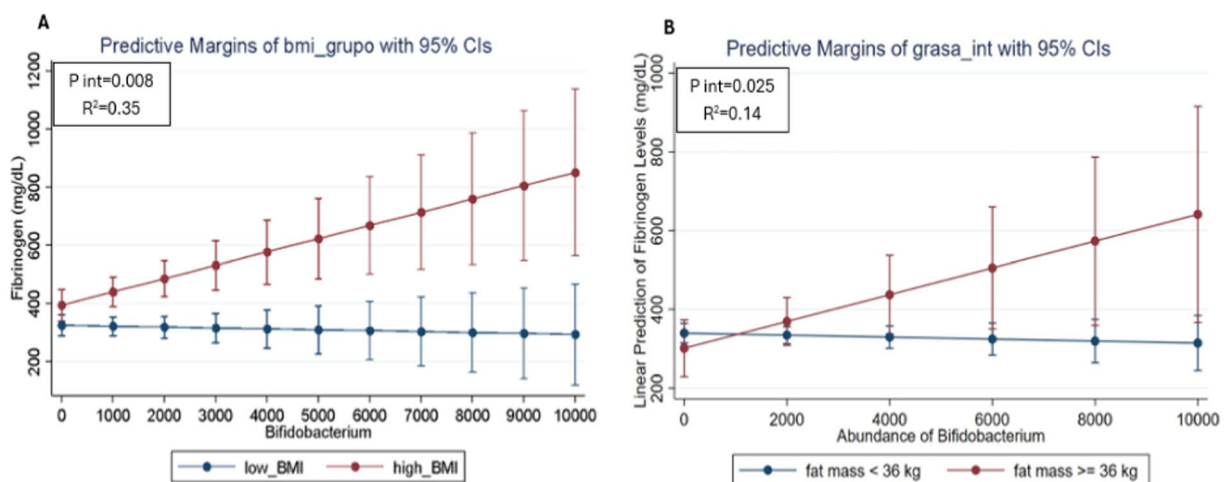 A
Predictive Margins of bmi_grupo with 95% CIs
P int=0.008
R²=0.35
Fibrinogen (mg/dL)
1200
1000
800
600
400
200
0 1000 2000 3000 4000 5000 6000 7000 8000 9000 10000
Bifidobacterium
low_BMI high_BMI
B
Predictive Margins of grasa_int with 95% CIs
P int=0.025
R²=0.14
Linear Prediction of Fibrinogen Levels (mg/dL)
1000
800
600
400
200
0 2000 4000 6000 8000 10000
Abundance of Bifidobacterium
fat mass < 36 kg fat mass >= 36 kg